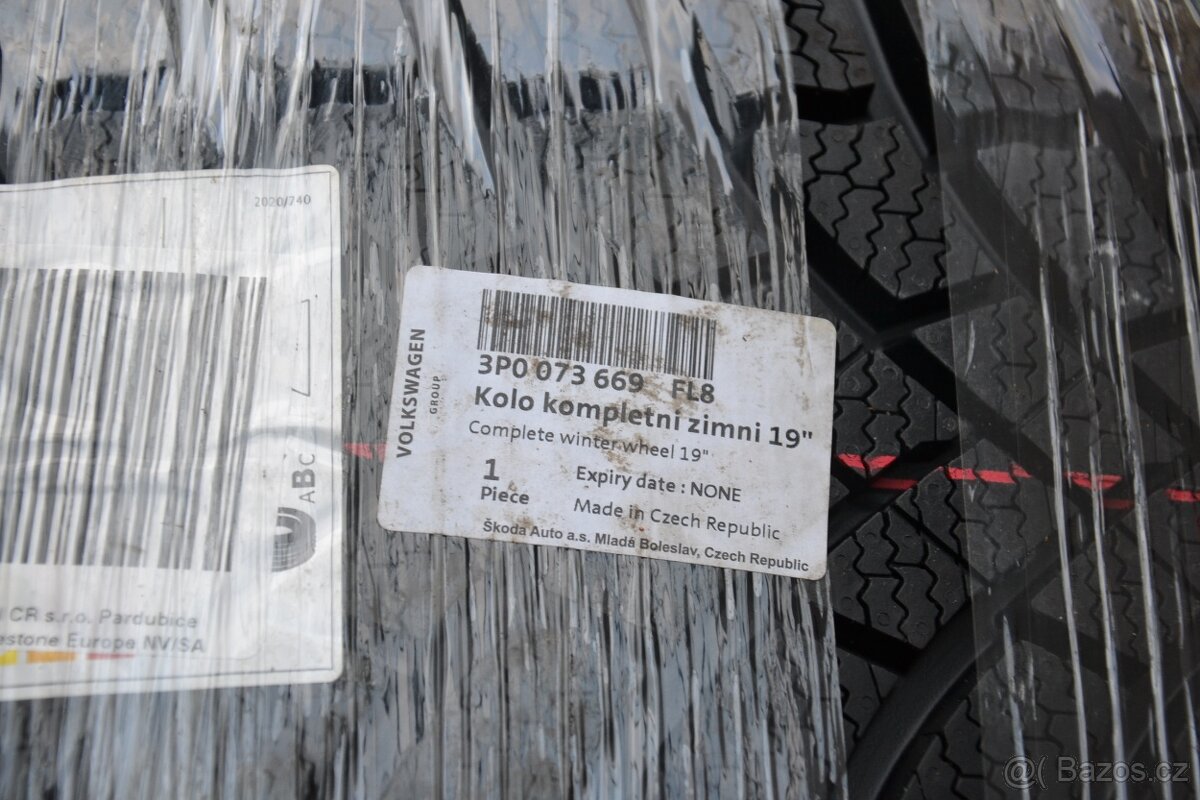 2020/740
ABC
CR s.r.o. Pardubice
estone Europe NV/SA
VOLKSWAGEN
GROUP
3P0 073 669 FL8
Kolo kompletní zimní 19"
Complete winter wheel 19"
1
Piece
Expiry date : NONE
Made in Czech Republic
Škoda Auto a.s. Mladá Boleslav, Czech Republic
@( Bazos.cz